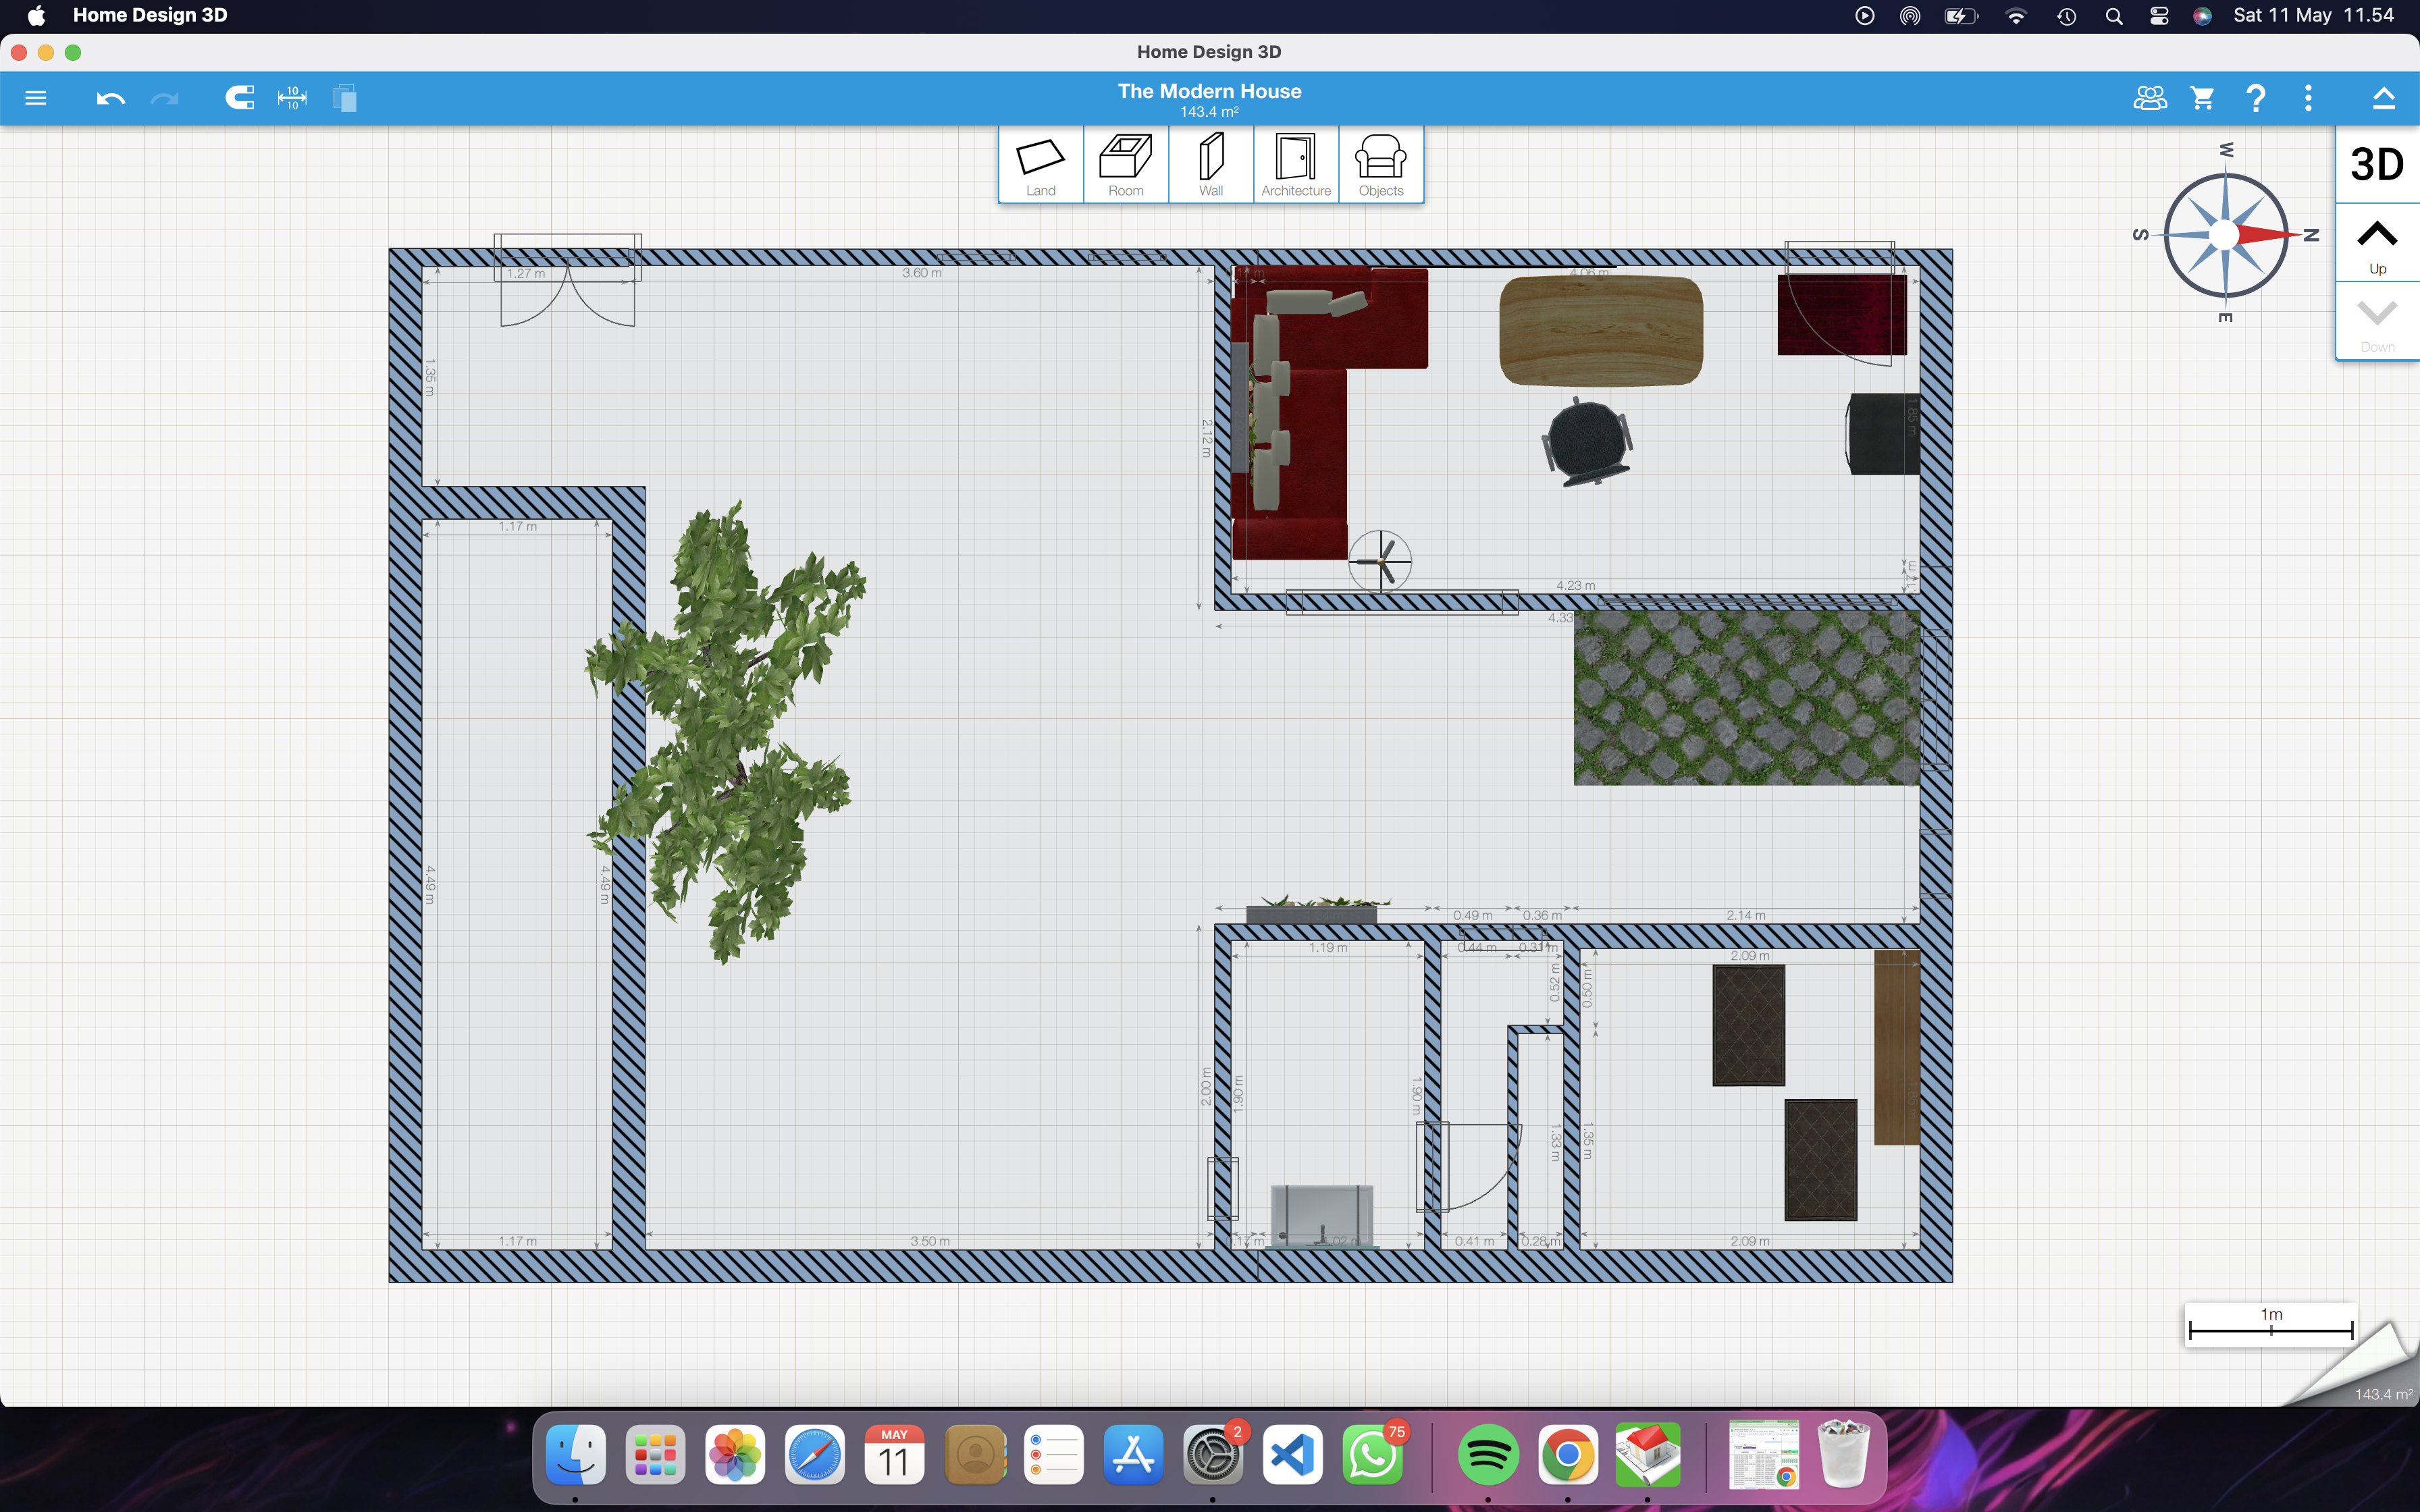 Home Design 3D
Sat 11 May 11.54
Home Design 3D
10
10
The Modern House
143.4 m²
Land
Room
Wall
Architecture
Objects
3D
Up
Down
W
S
N
E
1.27 m
3.60 m
4.06 m
1.35 m
2.12 m
1.85 m
1.17 m
4.23 m
4.33
4.49 m
4.49 m
0.49 m
0.36 m
2.14 m
1.19 m
0.44 m
0.31 m
2.09 m
0.52 m
0.50 m
2.00 m
1.90 m
1.90 m
1.33 m
1.35 m
1.17 m
3.50 m
0.41 m
0.28 m
2.09 m
1m
143.4 m²
MAY
11
2
75